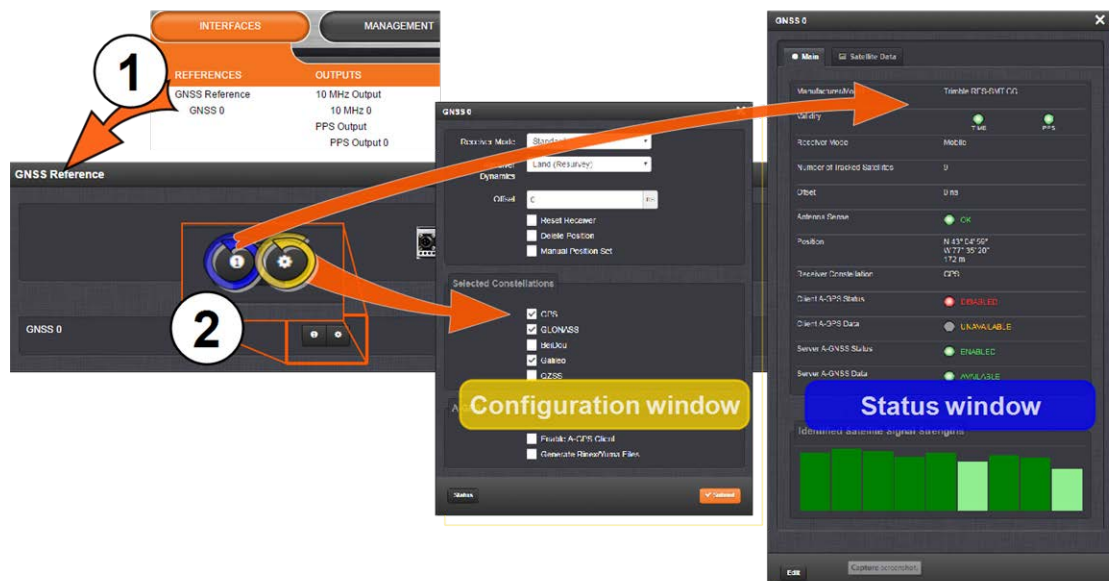 INTERFACES
MANAGEMENT
1
REFERENCES
OUTPUTS
GNSS Reference
10 MHz Output
GNSS 0
10 MHz 0
PPS Output
PPS Output 0
GNSS Reference
2
GNSS 0
GNSS 0
Receiver Mode
Dynamics
Land (Resurvey)
Offset
Reset Receiver
Delete Position
Manual Position Set
Selected Constellations
GPS
GLONASS
BeiDou
Galileo
QZSS
Configuration window
Enable A-GPS Client
Generate Rinex/Yuma Files
Status
Submit
GNSS 0
Main
Satellite Data
Validity
TIME
PPS
Receiver Mode
Mobile
Number of Tracked Satellites
9
Offset
0 ns
Antenna Sense
OK
Position
172 m
Receiver Constellation
GPS
Client A-GPS Status
DISABLED
Client A-GPS Data
UNAVAILABLE
Server A-GNSS Status
ENABLED
Server A-GNSS Data
AVAILABLE
Status window
Identified Satellite Signal Strengths
Edit
Capture screenshot.